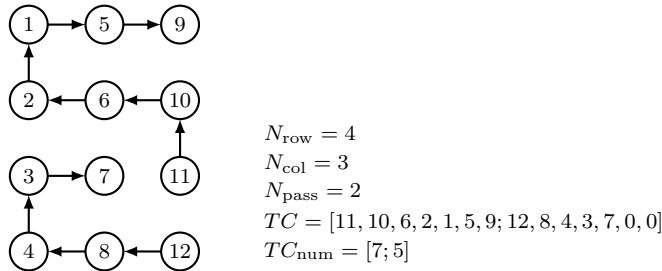 1 5 9
2 6 10
3 7 11
4 8 12
N_row = 4
N_col = 3
N_pass = 2
TC = [11, 10, 6, 2, 1, 5, 9; 12, 8, 4, 3, 7, 0, 0]
TC_num = [7; 5]